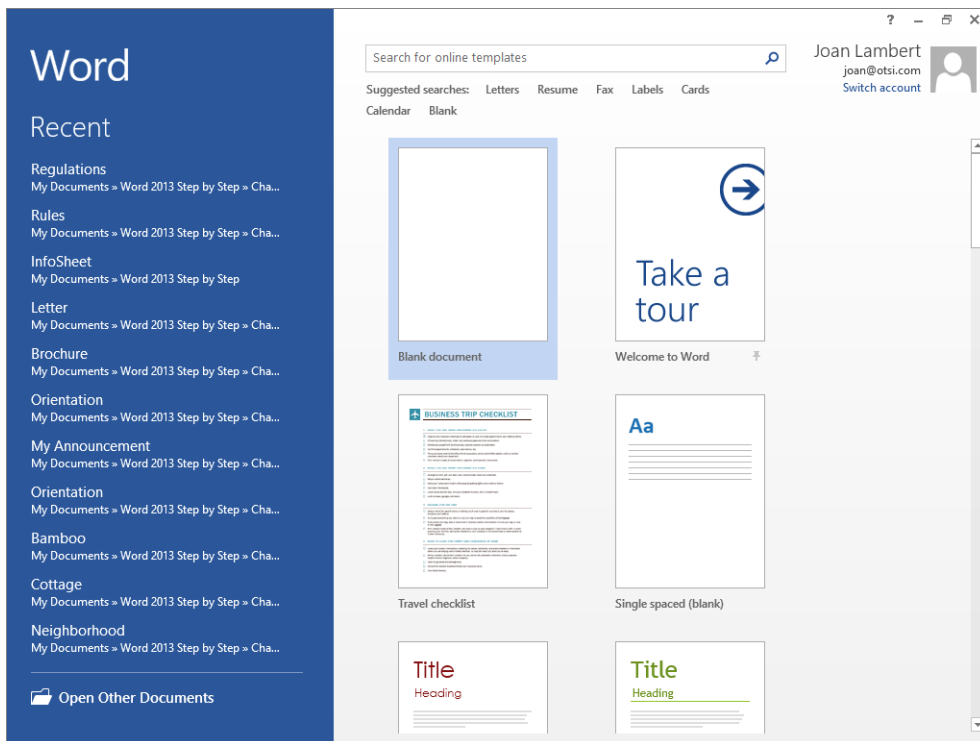 Word
Recent
Regulations
My Documents » Word 2013 Step by Step » Cha...
Rules
My Documents » Word 2013 Step by Step » Cha...
InfoSheet
My Documents » Word 2013 Step by Step
Letter
My Documents » Word 2013 Step by Step » Cha...
Brochure
My Documents » Word 2013 Step by Step » Cha...
Orientation
My Documents » Word 2013 Step by Step » Cha...
My Announcement
My Documents » Word 2013 Step by Step » Cha...
Orientation
My Documents » Word 2013 Step by Step » Cha...
Bamboo
My Documents » Word 2013 Step by Step » Cha...
Cottage
My Documents » Word 2013 Step by Step » Cha...
Neighborhood
My Documents » Word 2013 Step by Step » Cha...
Open Other Documents
?
Search for online templates
Joan Lambert
joan@otsi.com
Switch account
Suggested searches: Letters Resume Fax Labels Cards
Calendar Blank
Take a
tour
Blank document
Welcome to Word
BUSINESS TRIP CHECKLIST
Aa
Travel checklist
Single spaced (blank)
Title
Heading
Title
Heading